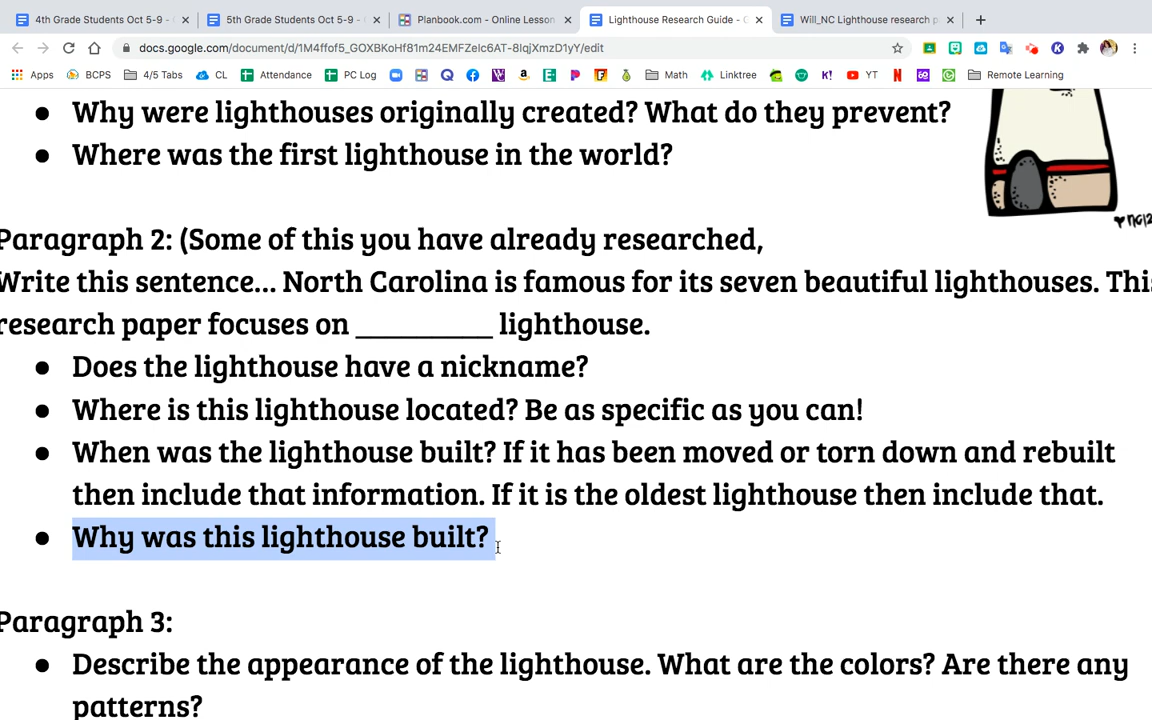 4th Grade Students Oct 5-9 - 
5th Grade Students Oct 5-9 - 
Planbook.com - Online Lesson
Lighthouse Research Guide - G
Will_NC Lighthouse research p
docs.google.com/document/d/1M4ffof5_GOXBKoHf81m24EMFZelc6AT-8IqjXmzD1yY/edit
Apps BCPS 4/5 Tabs CL Attendance PC Log Math Linktree K! YT Remote Learning
Why were lighthouses originally created? What do they prevent?
Where was the first lighthouse in the world?
Paragraph 2: (Some of this you have already researched,
Write this sentence... North Carolina is famous for its seven beautiful lighthouses. This
research paper focuses on __________ lighthouse.
Does the lighthouse have a nickname?
Where is this lighthouse located? Be as specific as you can!
When was the lighthouse built? If it has been moved or torn down and rebuilt
then include that information. If it is the oldest lighthouse then include that.
Why was this lighthouse built?
Paragraph 3:
Describe the appearance of the lighthouse. What are the colors? Are there any
patterns?